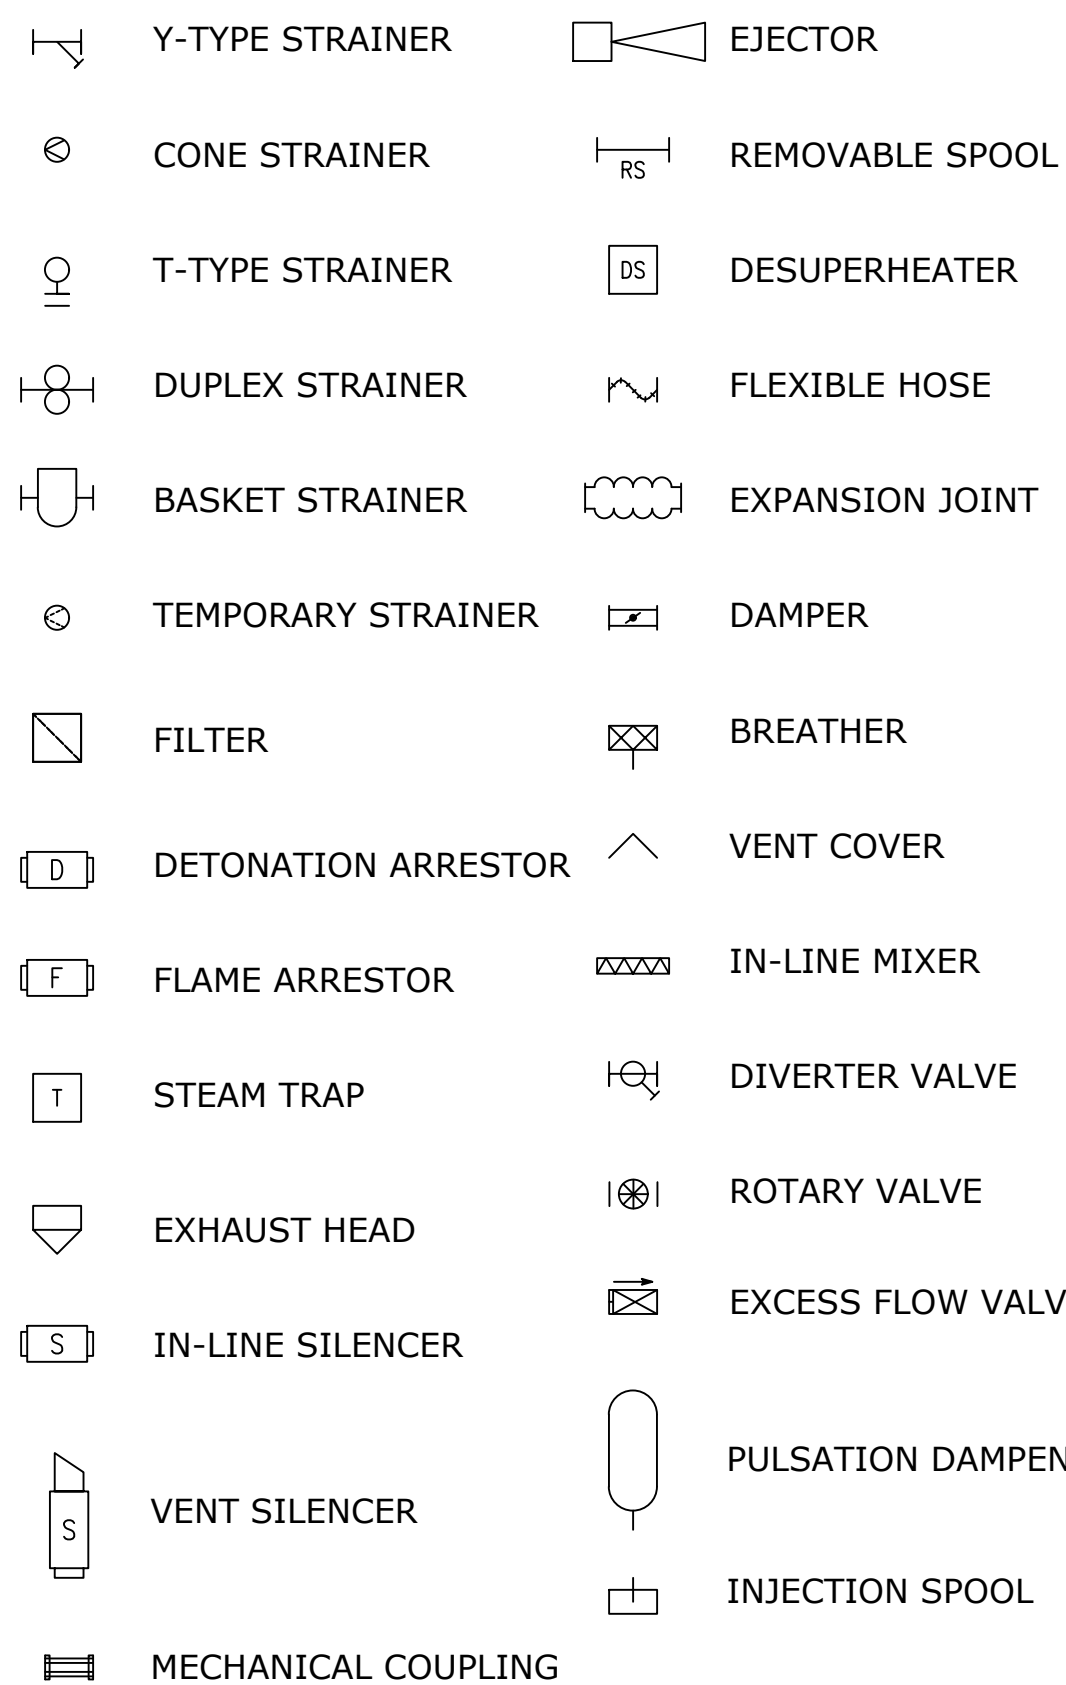 Y-TYPE STRAINER
CONE STRAINER
T-TYPE STRAINER
DUPLEX STRAINER
BASKET STRAINER
TEMPORARY STRAINER
FILTER
D DETONATION ARRESTOR
F FLAME ARRESTOR
T STEAM TRAP
EXHAUST HEAD
S IN-LINE SILENCER
S VENT SILENCER
MECHANICAL COUPLING
EJECTOR
REMOVABLE SPOOL
RS
DS DESUPERHEATER
FLEXIBLE HOSE
EXPANSION JOINT
DAMPER
BREATHER
VENT COVER
IN-LINE MIXER
DIVERTER VALVE
ROTARY VALVE
EXCESS FLOW VALV
PULSATION DAMPEN
INJECTION SPOOL